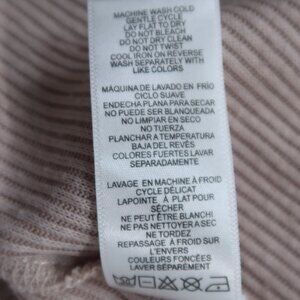 MACHINE WASH COLD
GENTLE CYCLE
LAY FLAT TO DRY
DO NOT BLEACH
DO NOT DRY CLEAN
DO NOT TWIST
COOL IRON ON REVERSE
WASH SEPARATELY WITH
LIKE COLORS
MÁQUINA DE LAVADO EN FRÍO
CICLO SUAVE
ENDECHA PLANA PARA SECAR
NO PUEDE SER BLANQUEADA
NO LIMPIAR EN SECO
NO TUERZA
PLANCHAR A TEMPERATURA
BAJA DEL REVÉS
COLORES FUERTES LAVAR
SEPARADAMENTE
LAVAGE EN MACHINE À FROID
CYCLE DÉLICAT
LAPOINTE À PLAT POUR
SÉCHER
NE PEUT ÊTRE BLANCHI
NE PAS NETTOYER À SEC
NE TORDEZ
REPASSAGE À FROID SUR
L'ENVERS
COULEURS FONCÉES
LAVER SÉPARÉMENT